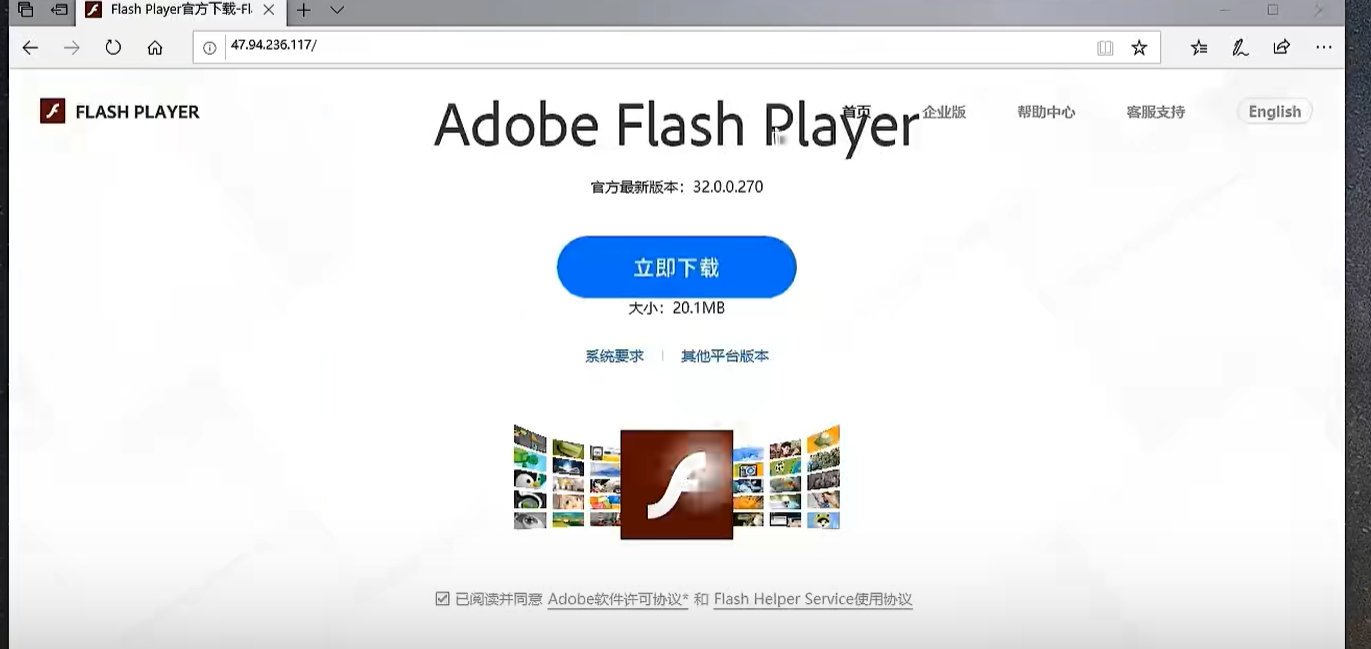 Flash Player官方下载-Fl
47.94.236.117/
FLASH PLAYER
Adobe Flash Player
首页
企业版
帮助中心
客服支持
English
官方最新版本：32.0.0.270
立即下载
大小：20.1MB
系统要求 | 其他平台版本
已阅读并同意 Adobe软件许可协议* 和 Flash Helper Service使用协议